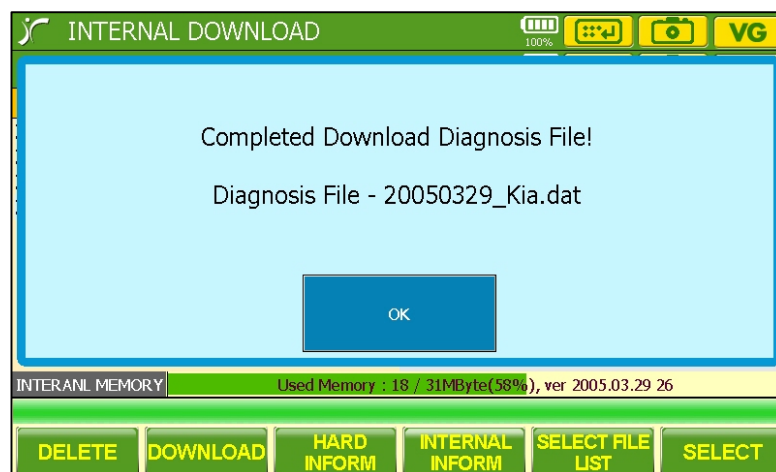 INTERNAL DOWNLOAD
100%
VG
Completed Download Diagnosis File!
Diagnosis File - 20050329_Kia.dat
OK
INTERANL MEMORY
Used Memory : 18 / 31MByte(58%), ver 2005.03.29 26
DELETE
DOWNLOAD
HARD
INFORM
INTERNAL
INFORM
SELECT FILE
LIST
SELECT